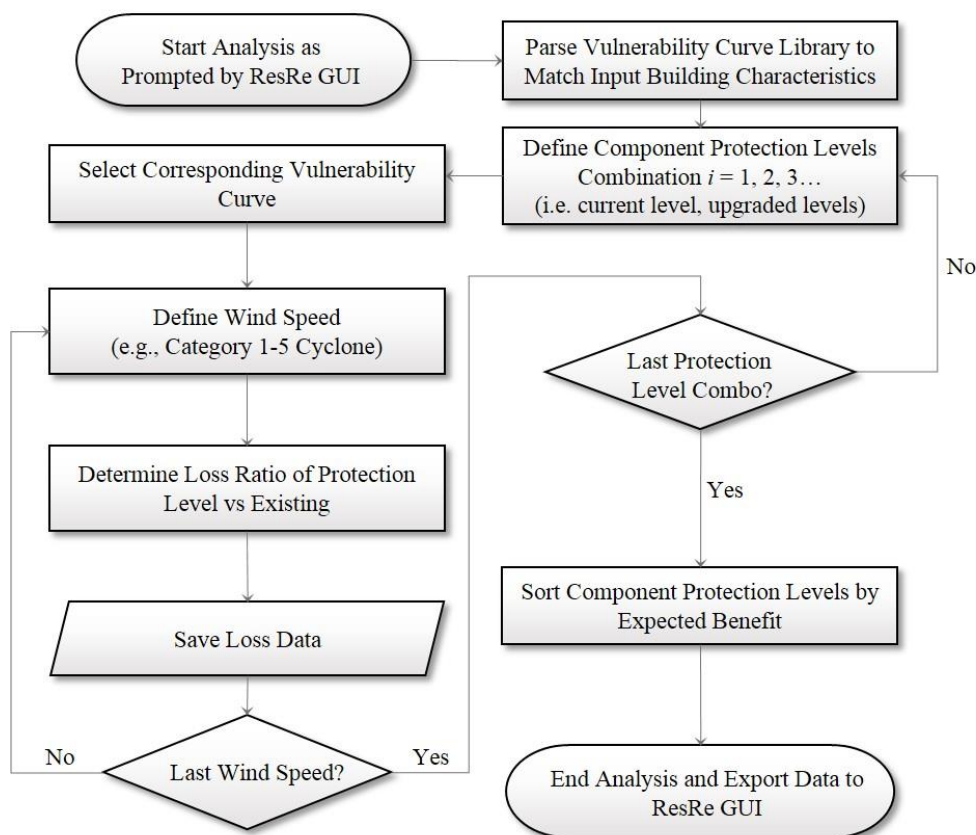 Start Analysis as
Prompted by ResRe GUI
Parse Vulnerability Curve Library to
Match Input Building Characteristics
Define Component Protection Levels
Combination i = 1, 2, 3…
(i.e. current level, upgraded levels)
Select Corresponding Vulnerability
Curve
Define Wind Speed
(e.g., Category 1-5 Cyclone)
Determine Loss Ratio of Protection
Level vs Existing
Save Loss Data
Last Wind Speed?
No
Yes
Last Protection
Level Combo?
No
Yes
Sort Component Protection Levels by
Expected Benefit
End Analysis and Export Data to
ResRe GUI